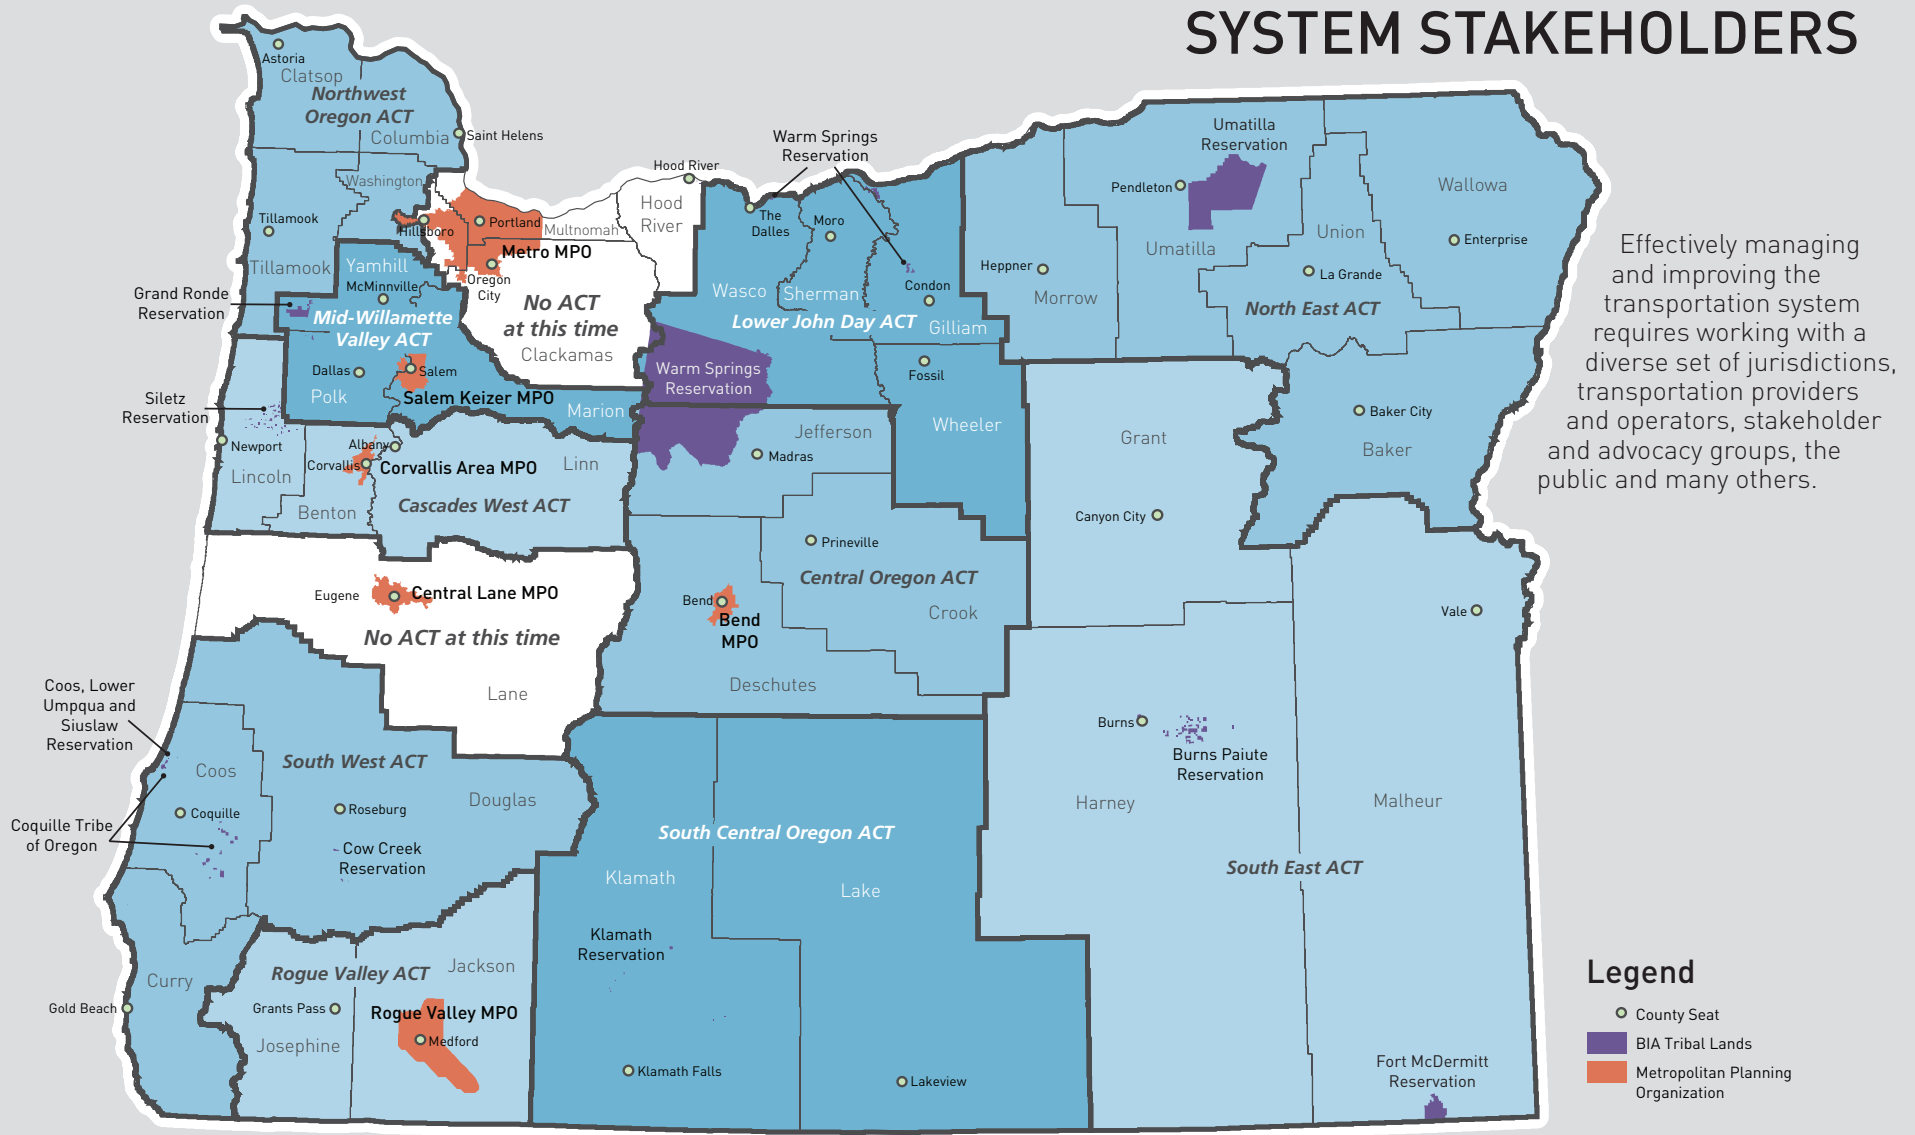 SYSTEM STAKEHOLDERS
Effectively managing
and improving the
transportation system
requires working with a
diverse set of jurisdictions,
transportation providers
and operators, stakeholder
and advocacy groups, the
public and many others.
Astoria
Clatsop
Northwest
Oregon ACT
Columbia
Saint Helens
Washington
Tillamook
Tillamook
Hillsboro
Portland
Multnomah
Metro MPO
Oregon
City
No ACT
at this time
Clackamas
Hood River
Hood
River
Warm Springs
Reservation
The
Dalles
Moro
Wasco
Sherman
Condon
Lower John Day ACT
Gilliam
Fossil
Wheeler
Warm Springs
Reservation
Umatilla
Reservation
Pendleton
Umatilla
Heppner
Morrow
Union
La Grande
Wallowa
Enterprise
North East ACT
Baker City
Baker
Yamhill
McMinnville
Grand Ronde
Reservation
Mid-Willamette
Valley ACT
Dallas
Polk
Salem
Salem Keizer MPO
Marion
Siletz
Reservation
Newport
Lincoln
Albany
Corvallis
Corvallis Area MPO
Linn
Benton
Cascades West ACT
Jefferson
Madras
Prineville
Central Oregon ACT
Crook
Bend
Bend
MPO
Deschutes
Grant
Canyon City
Eugene
Central Lane MPO
No ACT at this time
Lane
Vale
Burns
Burns Paiute
Reservation
Harney
Malheur
South East ACT
Fort McDermitt
Reservation
Coos, Lower
Umpqua and
Siuslaw
Reservation
Coos
Coquille
Coquille Tribe
of Oregon
South West ACT
Roseburg
Douglas
Cow Creek
Reservation
South Central Oregon ACT
Klamath
Lake
Klamath
Reservation
Klamath Falls
Lakeview
Curry
Gold Beach
Rogue Valley ACT
Jackson
Grants Pass
Rogue Valley MPO
Medford
Josephine
Legend
County Seat
BIA Tribal Lands
Metropolitan Planning
Organization